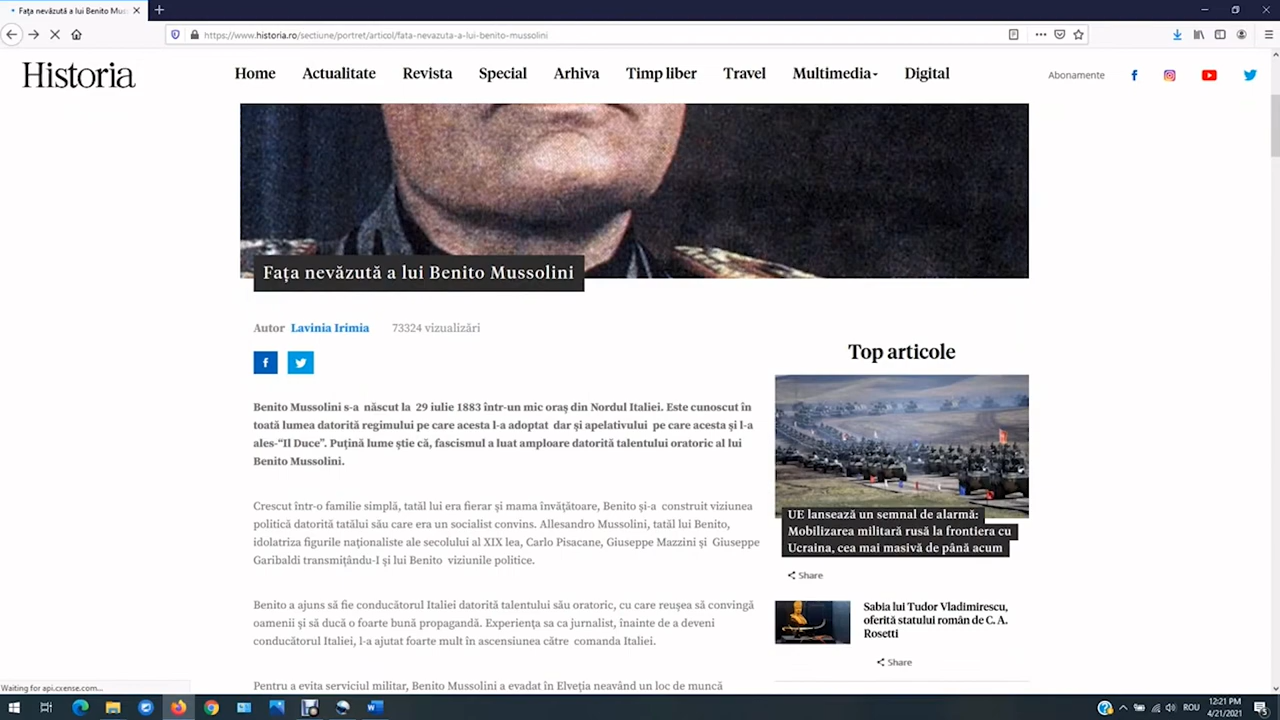 Fața nevăzută a lui Benito Muss
https://www.historia.ro/sectiune/portret/articol/fata-nevazuta-a-lui-benito-mussolini
Historia
Home Actualitate Revista Special Arhiva Timp liber Travel Multimedia Digital
Abonamente
Fața nevăzută a lui Benito Mussolini
Autor Lavinia Irimia 73324 vizualizări
Benito Mussolini s-a născut la 29 iulie 1883 într-un mic oraș din Nordul Italiei. Este cunoscut în
toată lumea datorită regimului pe care acesta l-a adoptat dar și apelativului pe care acesta și l-a
ales-“Il Duce”. Puțină lume știe că, fascismul a luat amploare datorită talentului oratoric al lui
Benito Mussolini.
Crescut într-o familie simplă, tatăl lui era fierar și mama învățătoare, Benito și-a construit viziunea
politică datorită tatălui său care era un socialist convins. Allesandro Mussolini, tatăl lui Benito,
idolatriza figurile naționaliste ale secolului al XIX lea, Carlo Pisacane, Giuseppe Mazzini și Giuseppe
Garibaldi transmițându-I și lui Benito viziunile politice.
Benito a ajuns să fie conducătorul Italiei datorită talentului său oratoric, cu care reușea să convingă
oamenii și să ducă o foarte bună propagandă. Experiența sa ca jurnalist, înainte de a deveni
conducătorul Italiei, l-a ajutat foarte mult în ascensiunea către comanda Italiei.
Pentru a evita serviciul militar, Benito Mussolini a evadat în Elveția neavând un loc de muncă
Top articole
UE lansează un semnal de alarmă:
Mobilizarea militară rusă la frontiera cu
Ucraina, cea mai masivă de până acum
Share
Sabia lui Tudor Vladimirescu,
oferită statului român de C. A.
Rosetti
Share
Waiting for api.cxense.com...
ROU
12:21 PM
4/21/2021
5